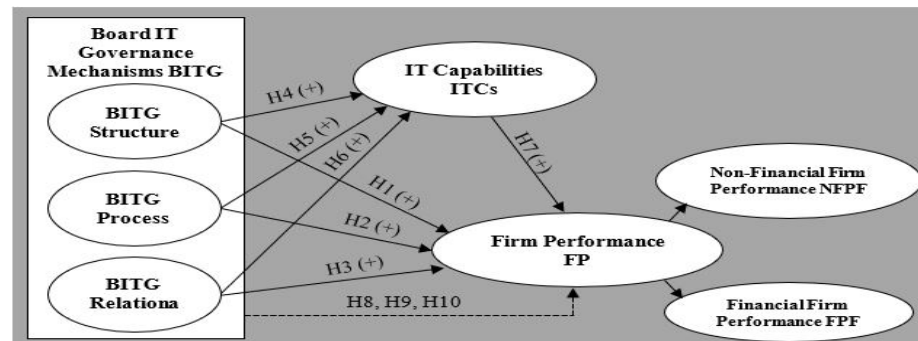 Board IT
Governance
Mechanisms BITG
BITG
Structure
BITG
Process
BITG
Relationa
H4 (+)
H5 (+)
H6 (+)
H1 (+)
H2 (+)
H3 (+)
H8, H9, H10
IT Capabilities
ITCs
H7(+)
Firm Performance
FP
Non-Financial Firm
Performance NFPF
Financial Firm
Performance FPF